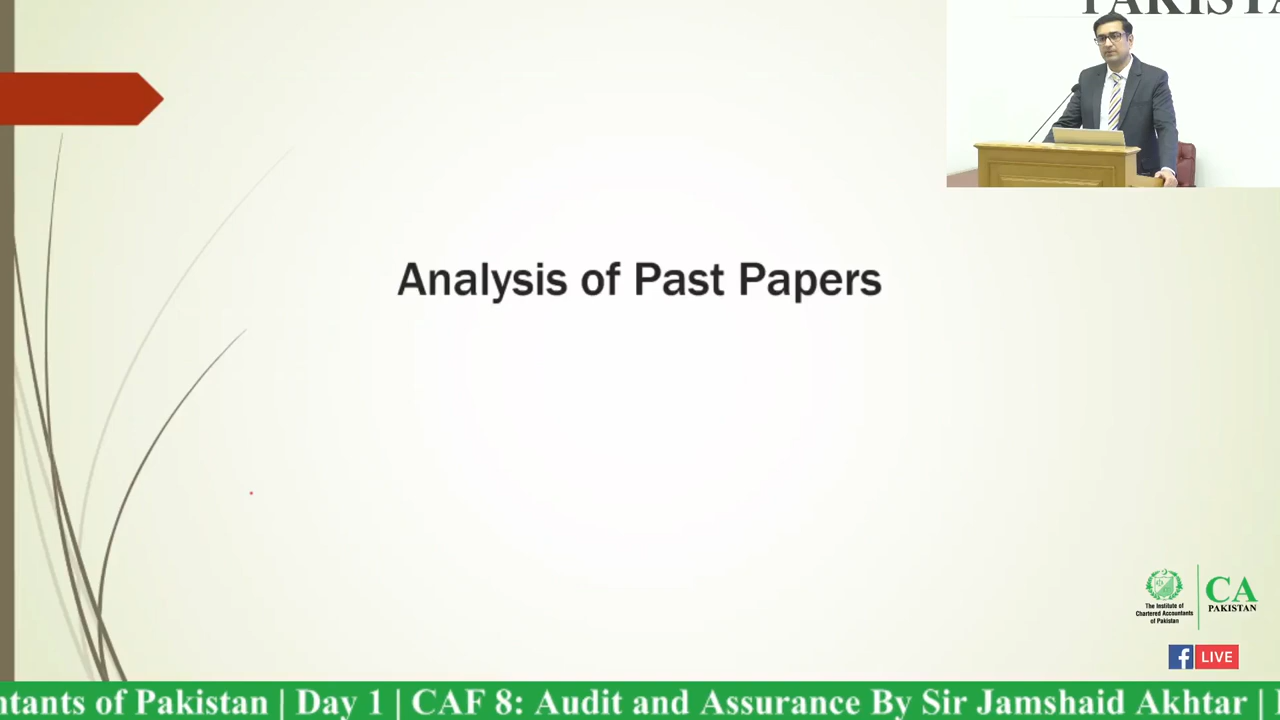 Analysis of Past Papers
The Institute of
Chartered Accountants
of Pakistan
CA
PAKISTAN
f LIVE
of Pakistan | Day 1 | CAF 8: Audit and Assurance By Sir Jamshaid Akhtar |